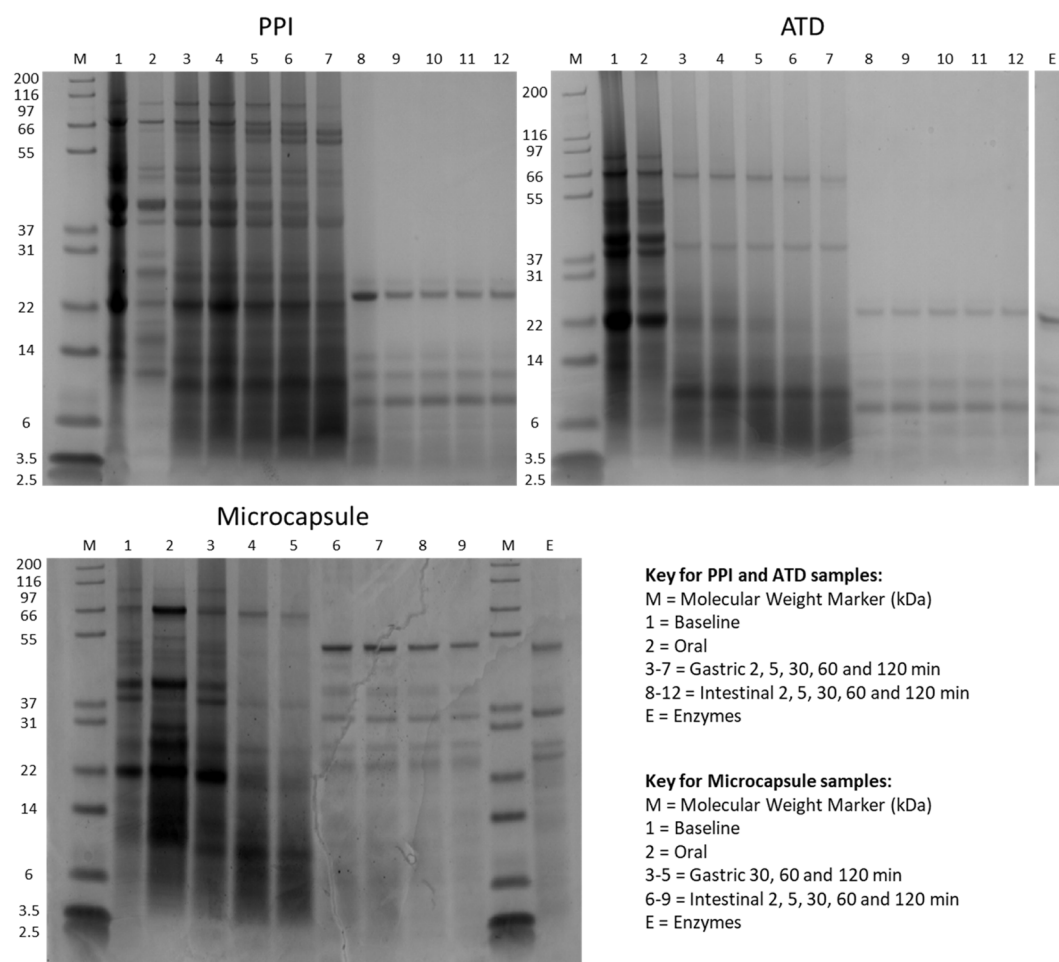 PPI
M 1 2 3 4 5 6 7 8 9 10 11 12
200
116
97
66
55
37
31
22
14
6
3.5
2.5
ATD
M 1 2 3 4 5 6 7 8 9 10 11 12 E
200
116
97
66
55
37
31
22
14
6
3.5
2.5
Microcapsule
M 1 2 3 4 5 6 7 8 9 M E
200
116
97
66
55
37
31
22
14
6
3.5
2.5
Key for PPI and ATD samples:
M = Molecular Weight Marker (kDa)
1 = Baseline
2 = Oral
3-7 = Gastric 2, 5, 30, 60 and 120 min
8-12 = Intestinal 2, 5, 30, 60 and 120 min
E = Enzymes
Key for Microcapsule samples:
M = Molecular Weight Marker (kDa)
1 = Baseline
2 = Oral
3-5 = Gastric 30, 60 and 120 min
6-9 = Intestinal 2, 5, 30, 60 and 120 min
E = Enzymes